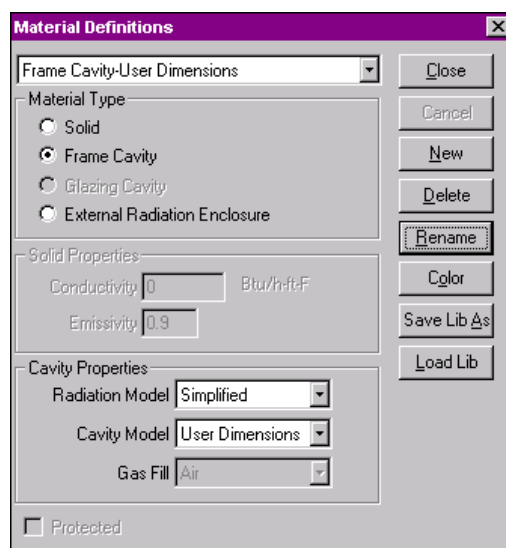 Material Definitions
Frame Cavity-User Dimensions
Close
Material Type
Solid
Cancel
Frame Cavity
New
Glazing Cavity
Delete
External Radiation Enclosure
Rename
Solid Properties
Conductivity 0 Btu/h-ft-F
Color
Emissivity 0.9
Save Lib As
Cavity Properties
Load Lib
Radiation Model Simplified
Cavity Model User Dimensions
Gas Fill Air
Protected